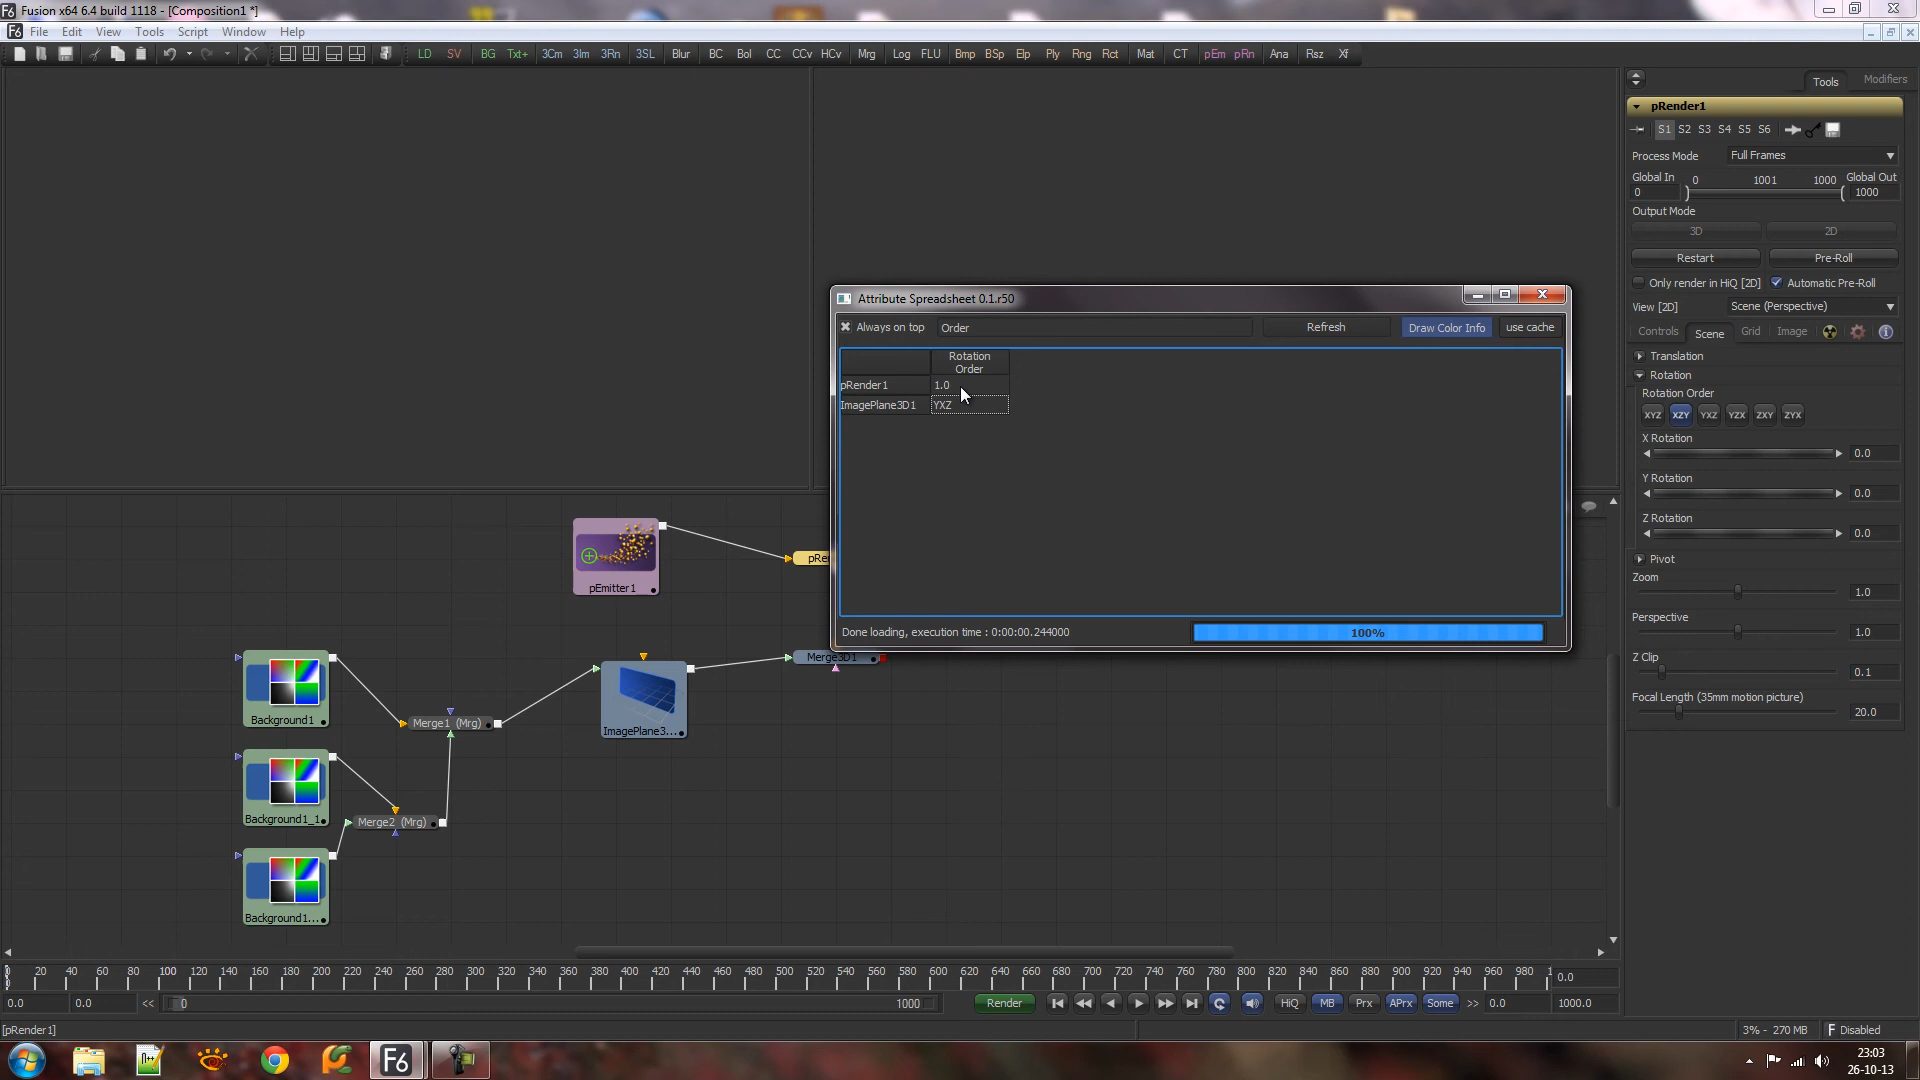 Fusion x64 6.4 build 1118 - [Composition1 *]
File Edit View Tools Script Window Help
LD SV BG Txt+ 3Cm 3Im 3Rn 3SL Blur BC Bol CC CCv HCv Mrg Log FLU Bmp BSp Elp Ply Rng Rct Mat CT pEm pRn Ana Rsz Xf
Tools Modifiers
pRender1
S1 S2 S3 S4 S5 S6
Process Mode Full Frames
Global In 0 1001 1000 Global Out
0 1000
Output Mode
3D 2D
Restart Pre-Roll
Only render in HiQ [2D] Automatic Pre-Roll
View [2D] Scene (Perspective)
Controls Scene Grid Image
Translation
Rotation
Rotation Order
XYZ XZY YXZ YZX ZXY ZYX
X Rotation
0.0
Y Rotation
0.0
Z Rotation
0.0
Pivot
Zoom
1.0
Perspective
1.0
Z Clip
0.1
Focal Length (35mm motion picture)
20.0
Attribute Spreadsheet 0.1.r50
Always on top Order Refresh Draw Color Info use cache
Rotation
Order
pRender1 1.0
ImagePlane3D1 YXZ
Done loading, execution time : 0:00:00.244000 100%
pEmitter1
pRe
Merge3D1
Background1
Merge1 (Mrg)
ImagePlane3...
Background1_1
Merge2 (Mrg)
Background1...
0 20 40 60 80 100 120 140 160 180 200 220 240 260 280 300 320 340 360 380 400 420 440 460 480 500 520 540 560 580 600 620 640 660 680 700 720 740 760 780 800 820 840 860 880 900 920 940 960 980 1 0.0
0.0 0.0 << 0 1000 Render HiQ MB Prx APrx Some >> 0.0 1000.0
[pRender1] 3% - 270 MB F Disabled
F6
23:03
26-10-13